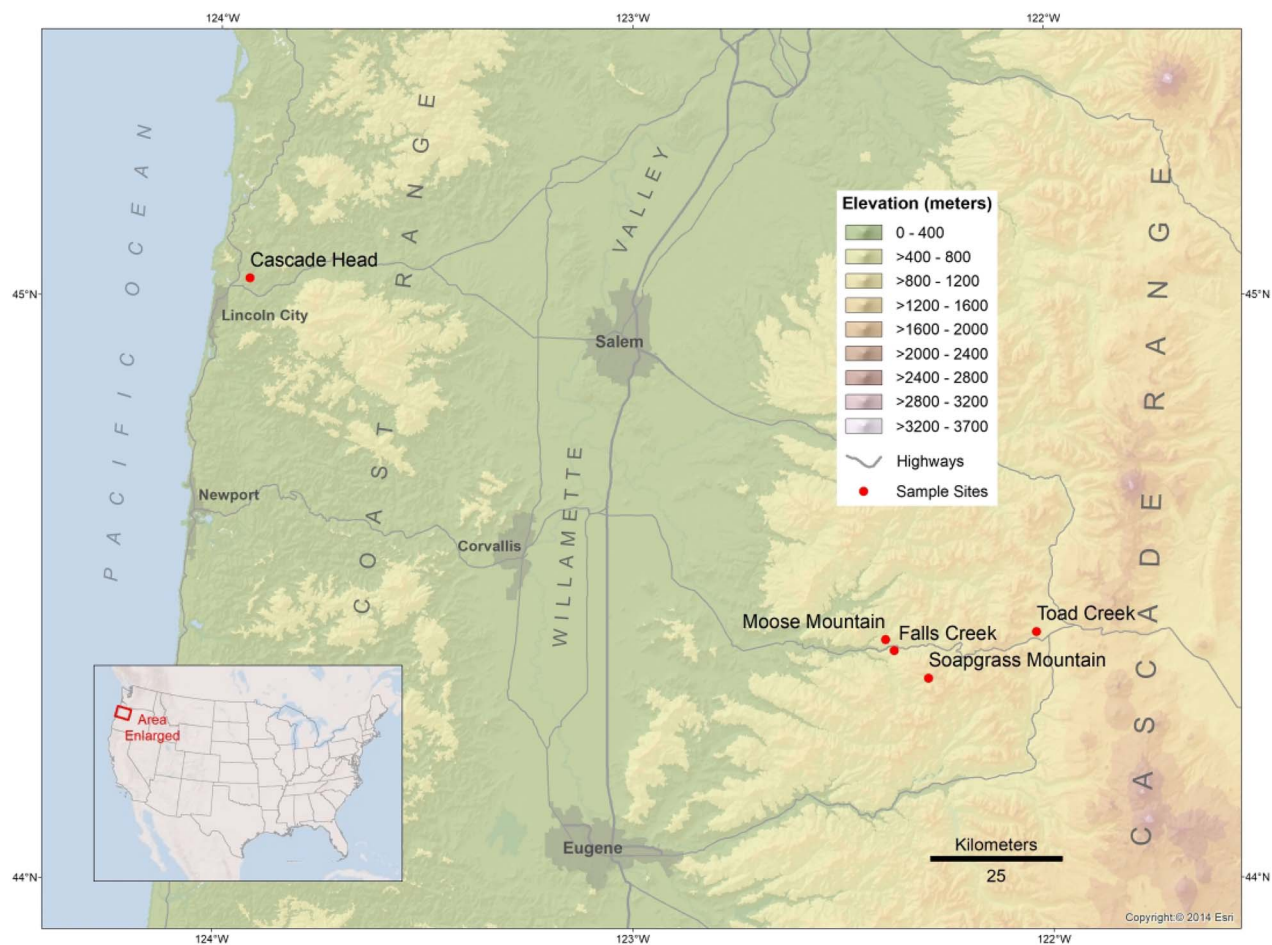 124°W
123°W
122°W
PACIFIC OCEAN
COAST RANGE
WILLAMETTE VALLEY
CASCADE RANGE
Elevation (meters)
0 - 400
>400 - 800
>800 - 1200
>1200 - 1600
>1600 - 2000
>2000 - 2400
>2400 - 2800
>2800 - 3200
>3200 - 3700
Highways
Sample Sites
Cascade Head
45°N
45°N
Lincoln City
Salem
Newport
Corvallis
Moose Mountain
Falls Creek
Toad Creek
Soapgrass Mountain
Area
Enlarged
Eugene
Kilometers
25
44°N
44°N
Copyright:© 2014 Esri
124°W
123°W
122°W